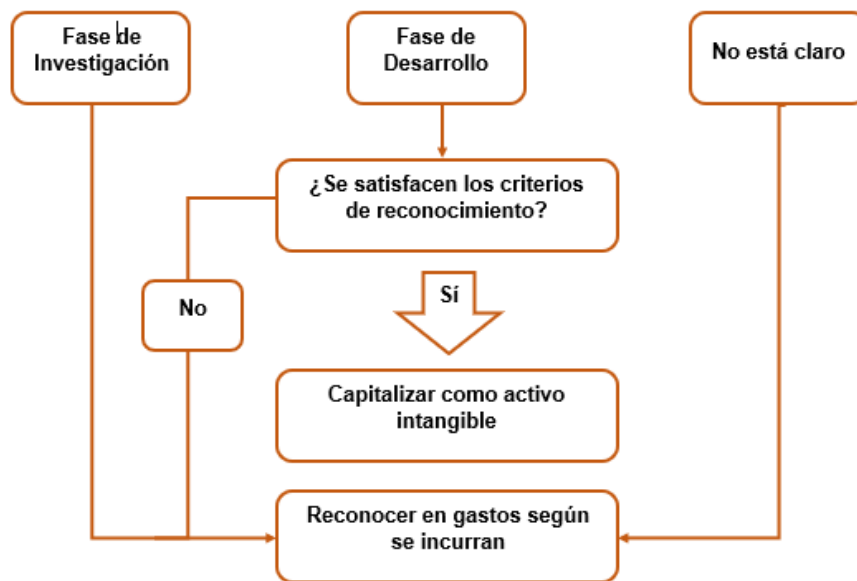 Fase de
Investigación
Fase de
Desarrollo
No está claro
¿Se satisfacen los criterios
de reconocimiento?
No
Sí
Capitalizar como activo
intangible
Reconocer en gastos según
se incurran